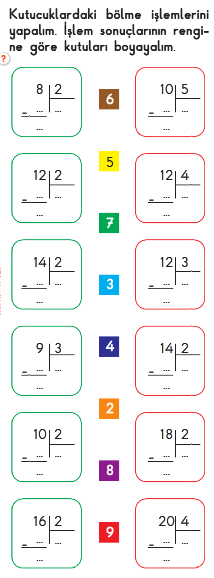 Kutucuklardaki bölme işlemlerini
yapalım. İşlem sonuçlarının rengi-
ne göre kutuları boyayalım.
?
8 2
- ... ...
...
6
10 5
- ... ...
...
5
12 2
- ... ...
...
12 4
- ... ...
...
7
14 2
- ... ...
...
3
12 3
- ... ...
...
9 3
- ... ...
...
4
14 2
- ... ...
...
2
10 2
- ... ...
...
18 2
- ... ...
...
8
16 2
- ... ...
...
9
20 4
- ... ...
...